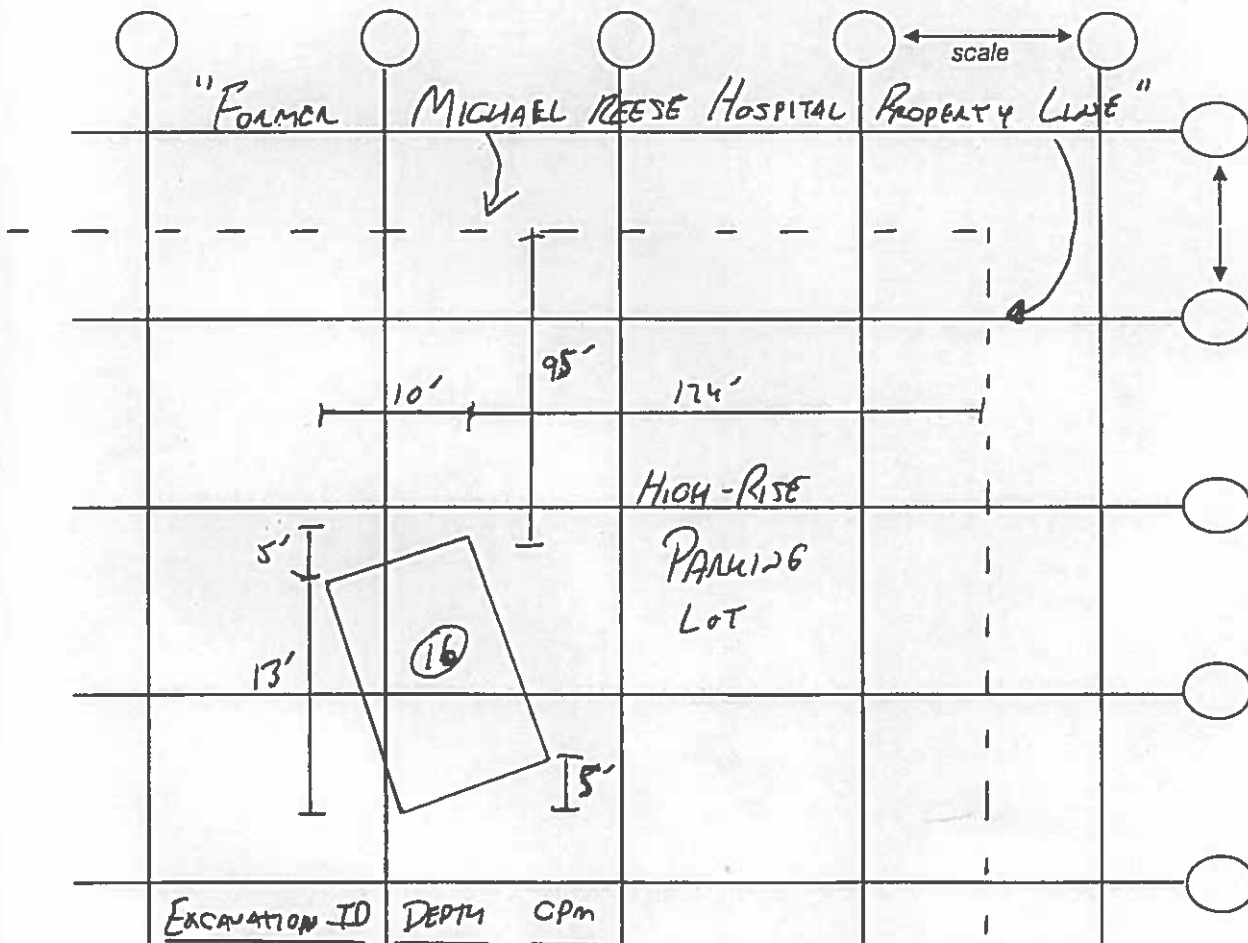 scale
"FORMER MICHAEL REESE HOSPITAL PROPERTY LINE"
95'
10'
174'
HIGH-RISE
PARKING
LOT
5'
16
13'
5'
EXCAVATION ID DEPTH CPM